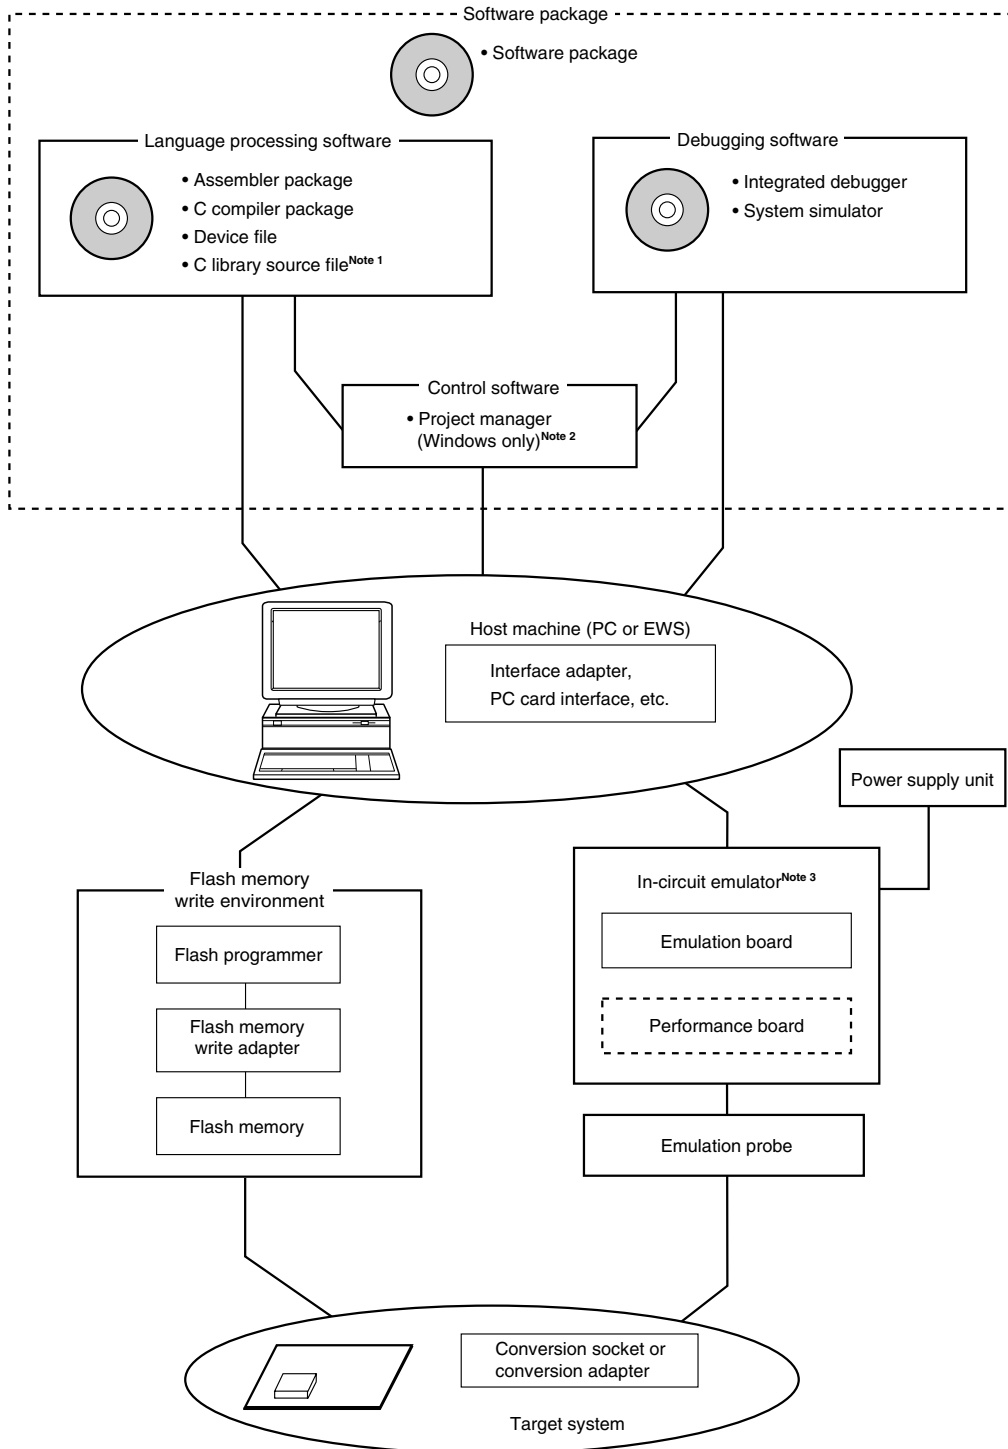 Software package
• Software package
Language processing software
• Assembler package
• C compiler package
• Device file
• C library source fileNote 1
Debugging software
• Integrated debugger
• System simulator
Control software
• Project manager
(Windows only)Note 2
Host machine (PC or EWS)
Interface adapter,
PC card interface, etc.
Power supply unit
Flash memory
write environment
Flash programmer
Flash memory
write adapter
Flash memory
In-circuit emulatorNote 3
Emulation board
Performance board
Emulation probe
Conversion socket or
conversion adapter
Target system